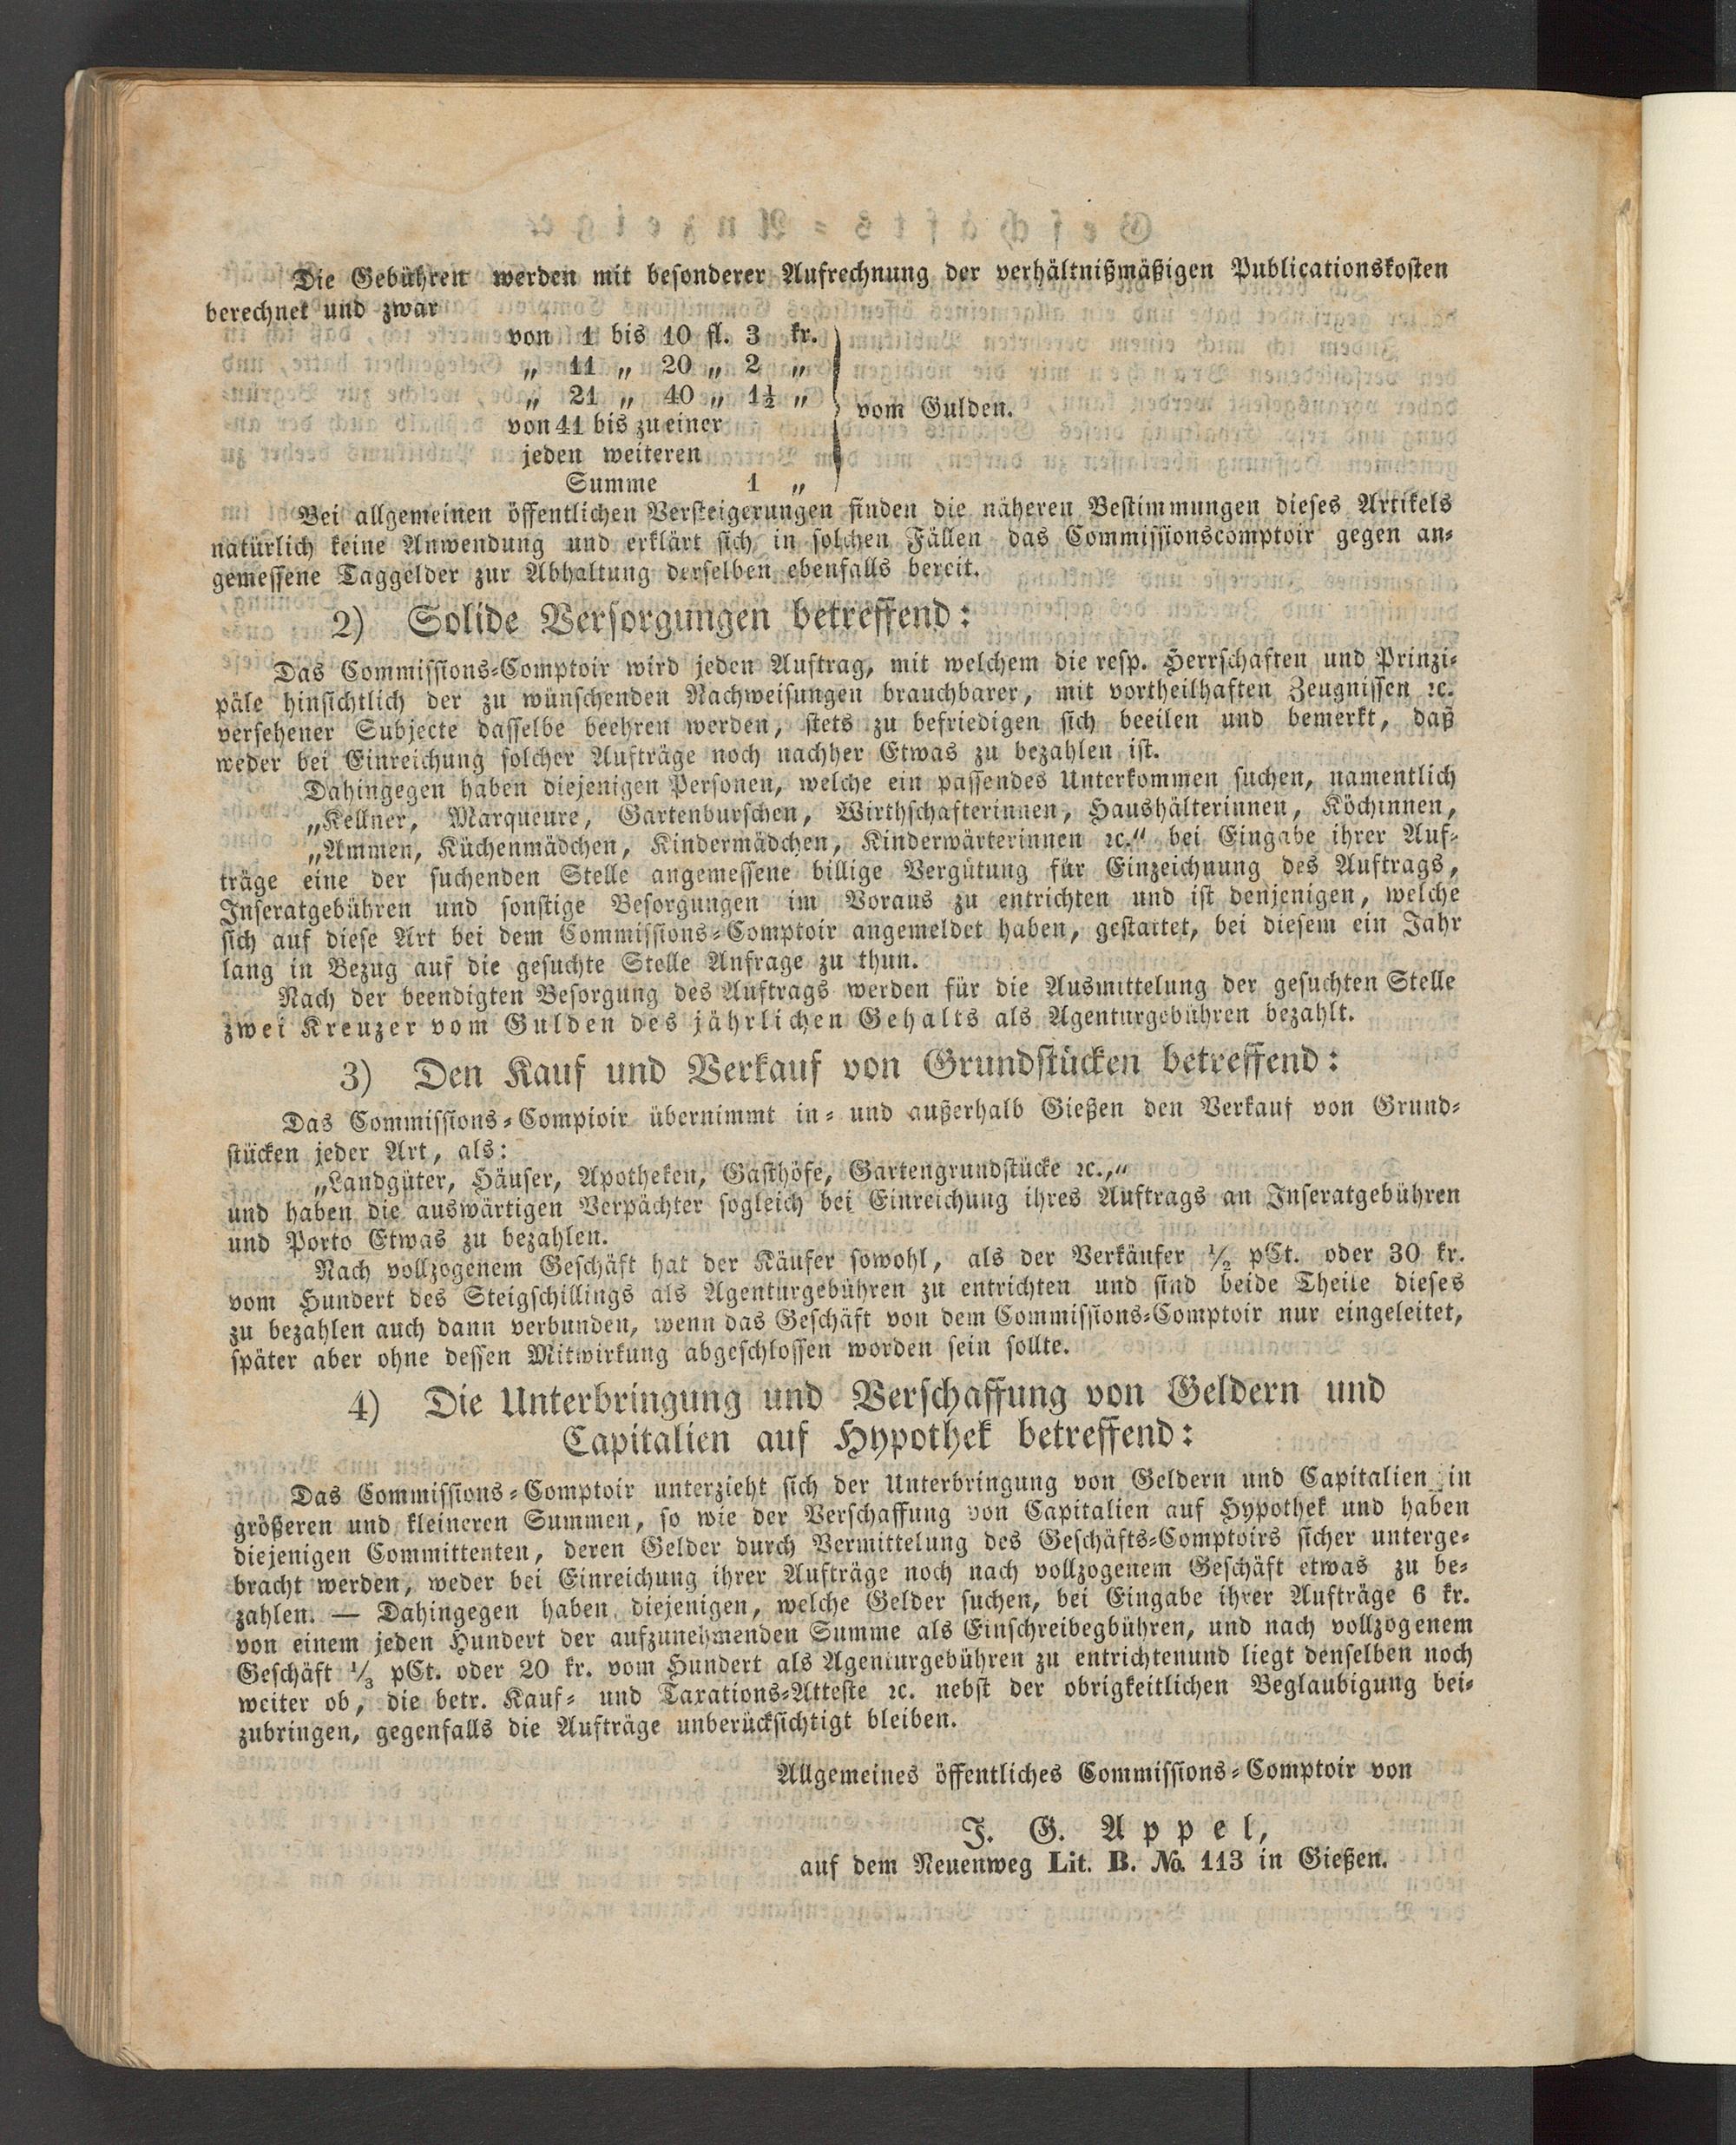 Die Gebühren werden mit besonderer Aufrechnung der verhältnißmäßigen Publicationskosten
berechnet und zwar
von 1 bis 10 fl. 3 kr.
„ 11 „ 20 „ 2 „
„ 21 „ 40 „ 1½ „
vom Gulden.
von 41 bis zu einer
jeden weiteren
Summe 1 „
Bei allgemeinen öffentlichen Versteigerungen finden die näheren Bestimmungen dieses Artikels
natürlich keine Anwendung und erklärt sich in solchen Fällen das Commissionscomptoir gegen an-
gemessene Taggelder zur Abhaltung derselben ebenfalls bereit.
2) Solide Versorgungen betreffend:
Das Commissions-Comptoir wird jeden Auftrag, mit welchem die resp. Herrschaften und Prinzi-
päle hinsichtlich der zu wünschenden Nachweisungen brauchbarer, mit vortheilhaften Zeugnissen ꝛc.
versehener Subjecte dasselbe beehren werden, stets zu befriedigen sich beeilen und bemerkt, daß
weder bei Einreichung solcher Aufträge noch nachher Etwas zu bezahlen ist.
Dahingegen haben diejenigen Personen, welche ein passendes Unterkommen suchen, namentlich
„Kellner, Marqueure, Gartenburschen, Wirthschafterinnen, Haushälterinnen, Köchinnen,
„Ammen, Küchenmädchen, Kindermädchen, Kinderwärterinnen ꝛc.“ bei Eingabe ihrer Auf-
träge eine der suchenden Stelle angemessene billige Vergütung für Einzeichnung des Auftrags,
Inseratgebühren und sonstige Besorgungen im Voraus zu entrichten und ist denjenigen, welche
sich auf diese Art bei dem Commissions-Comptoir angemeldet haben, gestattet, bei diesem ein Jahr
lang in Bezug auf die gesuchte Stelle Anfrage zu thun.
Nach der beendigten Besorgung des Auftrags werden für die Ausmittelung der gesuchten Stelle
zwei Kreuzer vom Gulden des jährlichen Gehalts als Agenturgebühren bezahlt.
3) Den Kauf und Verkauf von Grundstücken betreffend:
Das Commissions-Compioir übernimmt in- und außerhalb Gießen den Verkauf von Grund-
stücken jeder Art, als:
„Landgüter, Häuser, Apotheken, Gasthöfe, Gartengrundstücke ꝛc.,“
und haben die auswärtigen Verpächter sogleich bei Einreichung ihres Auftrags an Inseratgebühren
und Porto Etwas zu bezahlen.
Nach vollzogenem Geschäft hat der Käufer sowohl, als der Verkäufer ½ pCt. oder 30 kr.
vom Hundert des Steigschillings als Agenturgebühren zu entrichten und sind beide Theile dieses
zu bezahlen auch dann verbunden, wenn das Geschäft von dem Commissions-Comptoir nur eingeleitet,
später aber ohne dessen Mitwirkung abgeschlossen worden sein sollte.
4) Die Unterbringung und Verschaffung von Geldern und
Capitalien auf Hypothek betreffend:
Das Commissions-Comptoir unterzieht sich der Unterbringung von Geldern und Capitalien in
größeren und kleineren Summen, so wie der Verschaffung von Capitalien auf Hypothek und haben
diejenigen Committenten, deren Gelder durch Vermittelung des Geschäfts-Comptoirs sicher unterge-
bracht werden, weder bei Einreichung ihrer Aufträge noch nach vollzogenem Geschäft etwas zu be-
zahlen. — Dahingegen haben diejenigen, welche Gelder suchen, bei Eingabe ihrer Aufträge 6 kr.
von einem jeden Hundert der aufzunehmenden Summe als Einschreibegbühren, und nach vollzogenem
Geschäft ⅓ pCt. oder 20 kr. vom Hundert als Agenturgebühren zu entrichtenund liegt denselben noch
weiter ob, die betr. Kauf- und Taxations-Atteste ꝛc. nebst der obrigkeitlichen Beglaubigung bei-
zubringen, gegenfalls die Aufträge unberücksichtigt bleiben.
Allgemeines öffentliches Commissions-Comptoir von
J. G. Appel,
auf dem Neuenweg Lit. B. No. 113 in Gießen.